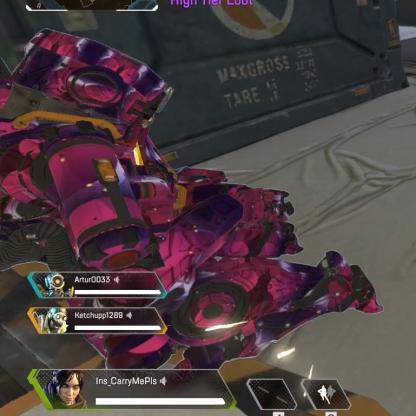 High Tier Loot
MAXGROSS
TARE
Artur0033
Ketchupp1289
Ins_CarryMePls